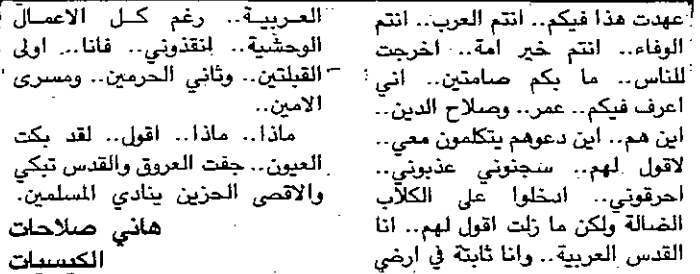 عهدت هذا فيكم.. انتم العرب.. انتم
الوفاء.. انتم خير امة.. اخرجت
للناس.. ما بكم صامتين.. اني
اعرف فيكم.. عمر.. وصلاح الدين..
اين هم.. اين دعوهم يتكلمون معي..
لاقول لهم.. سجنوني عذبوني..
احرقوني.. ادخلوا على الكلاب
الضالة ولكن ما زلت اقول لهم.. انا
القدس العربية.. وانا ثابتة في ارضي
العربية.. رغم كل الاعمال
الوحشية.. لنقذوني.. فانا.. اولى
القبلتين.. وثاني الحرمين.. ومسرى
الامين..
ماذا.. ماذا.. اقول.. لقد بكت
العيون.. جفت العروق والقدس تبكي
والاقصى الحزين ينادي المسلمين.
هاني صلاحات
الكسسات